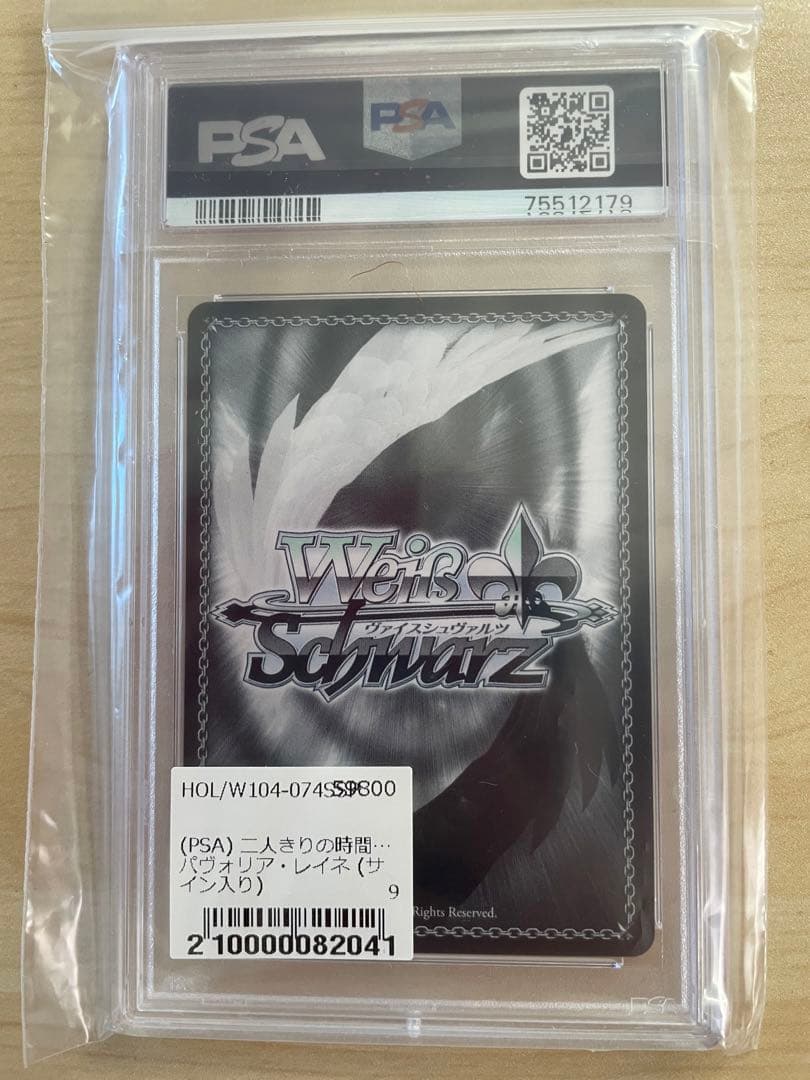 PSA
PSA
75512179
Weiß
ヴァイスシュヴァルツ
Schwarz
HOL/W104-074SSP 59800
(PSA) 二人きりの時間…
パヴォリア・レイネ (サ
イン入り)
9
Rights Reserved.
2100000082041